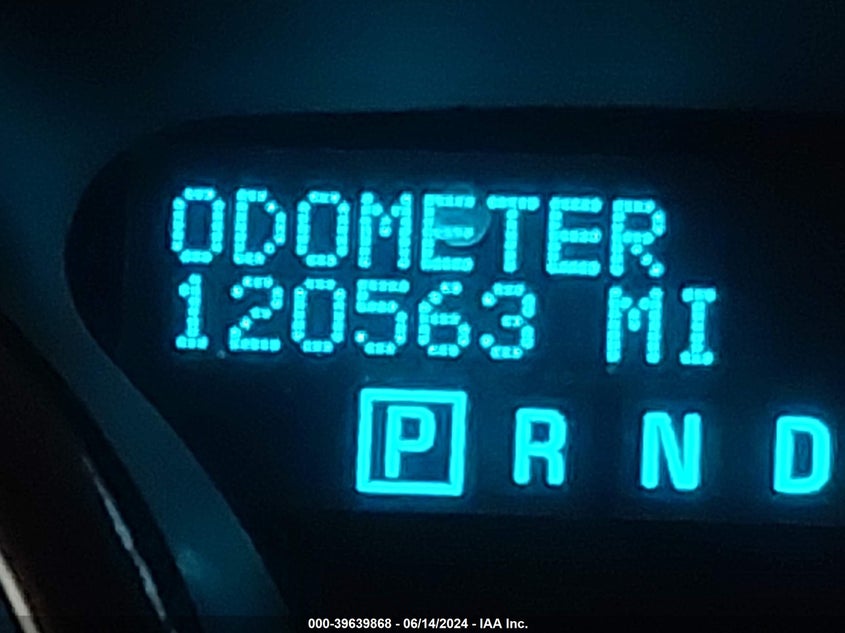 ODOMETER
120563 MI
P R N D
000-39639868 - 06/14/2024 - IAA Inc.